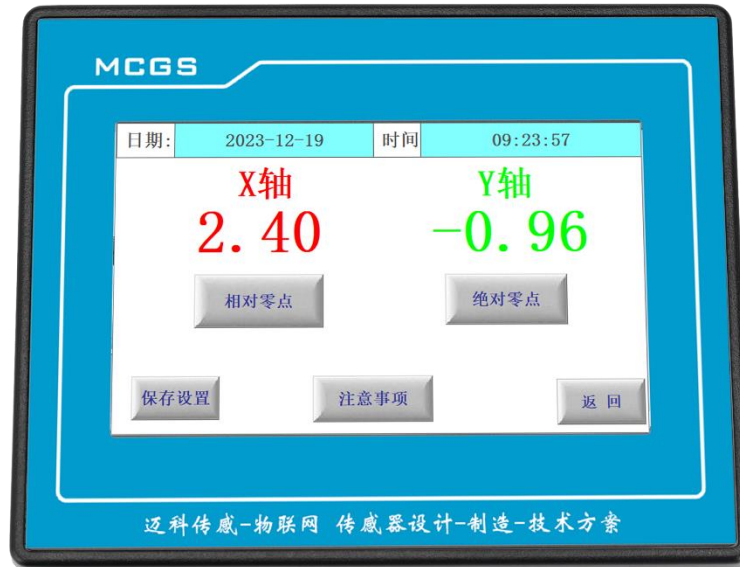 MCGS
日期: 2023-12-19 时间 09:23:57
X轴 Y轴
2.40 -0.96
相对零点 绝对零点
保存设置 注意事项 返 回
迈科传感-物联网 传感器设计-制造-技术方案